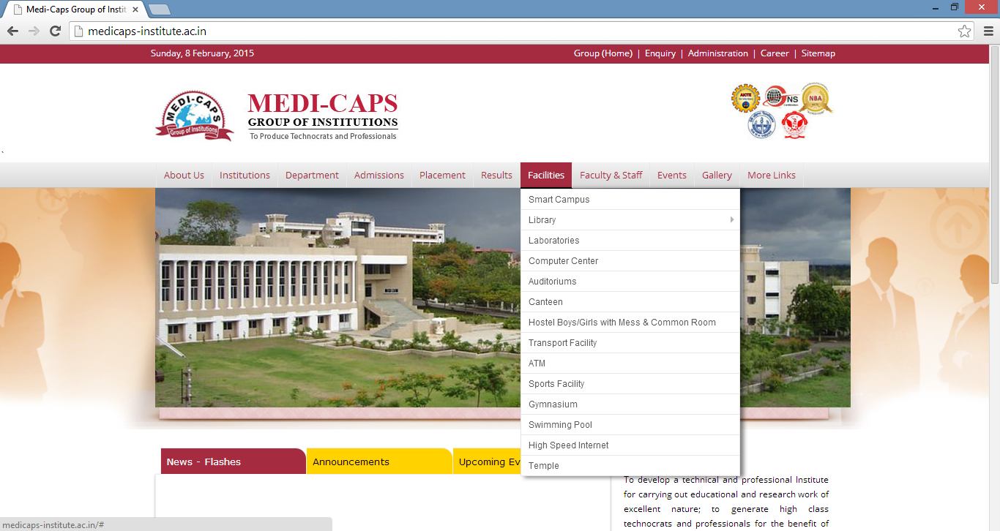 Medi-Caps Group of Instit
medicaps-institute.ac.in
Sunday, 8 February, 2015
Group (Home) | Enquiry | Administration | Career | Sitemap
MEDI-CAPS
Group of Institutions
MEDI-CAPS
GROUP OF INSTITUTIONS
To Produce Technocrats and Professionals
AICTE
NS
NBA
`
About Us Institutions Department Admissions Placement Results Facilities Faculty & Staff Events Gallery More Links
Smart Campus
Library
Laboratories
Computer Center
Auditoriums
Canteen
Hostel Boys/Girls with Mess & Common Room
Transport Facility
ATM
Sports Facility
Gymnasium
Swimming Pool
High Speed Internet
Temple
News - Flashes
Announcements
Upcoming Ev
To develop a technical and professional Institute
for carrying out educational and research work of
excellent nature; to generate high class
technocrats and professionals for the benefit of
medicaps-institute.ac.in/#